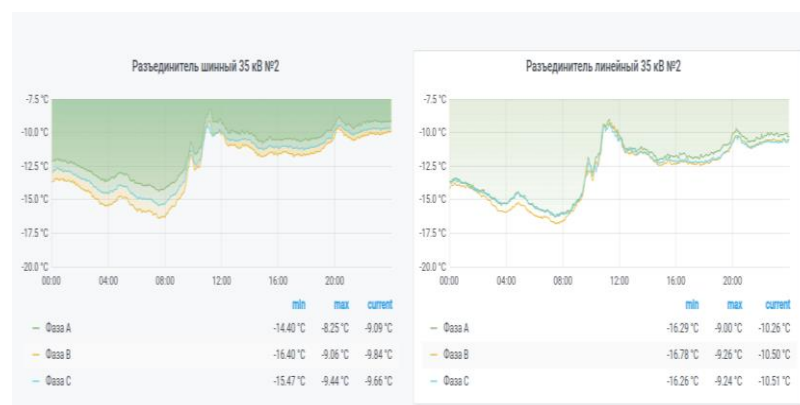 Разъединитель шинный 35 кВ №2
-7.5 °C
-10.0 °C
-12.5 °C
-15.0 °C
-17.5 °C
-20.0 °C
00:00 04:00 08:00 12:00 16:00 20:00
min max current
Фаза A -14.40 °C -8.25 °C -9.09 °C
Фаза B -16.40 °C -9.06 °C -9.84 °C
Фаза C -15.47 °C -9.44 °C -9.66 °C
Разъединитель линейный 35 кВ №2
-7.5 °C
-10.0 °C
-12.5 °C
-15.0 °C
-17.5 °C
-20.0 °C
00:00 04:00 08:00 12:00 16:00 20:00
min max current
Фаза A -16.29 °C -9.00 °C -10.26 °C
Фаза B -16.78 °C -9.26 °C -10.50 °C
Фаза C -16.26 °C -9.24 °C -10.51 °C